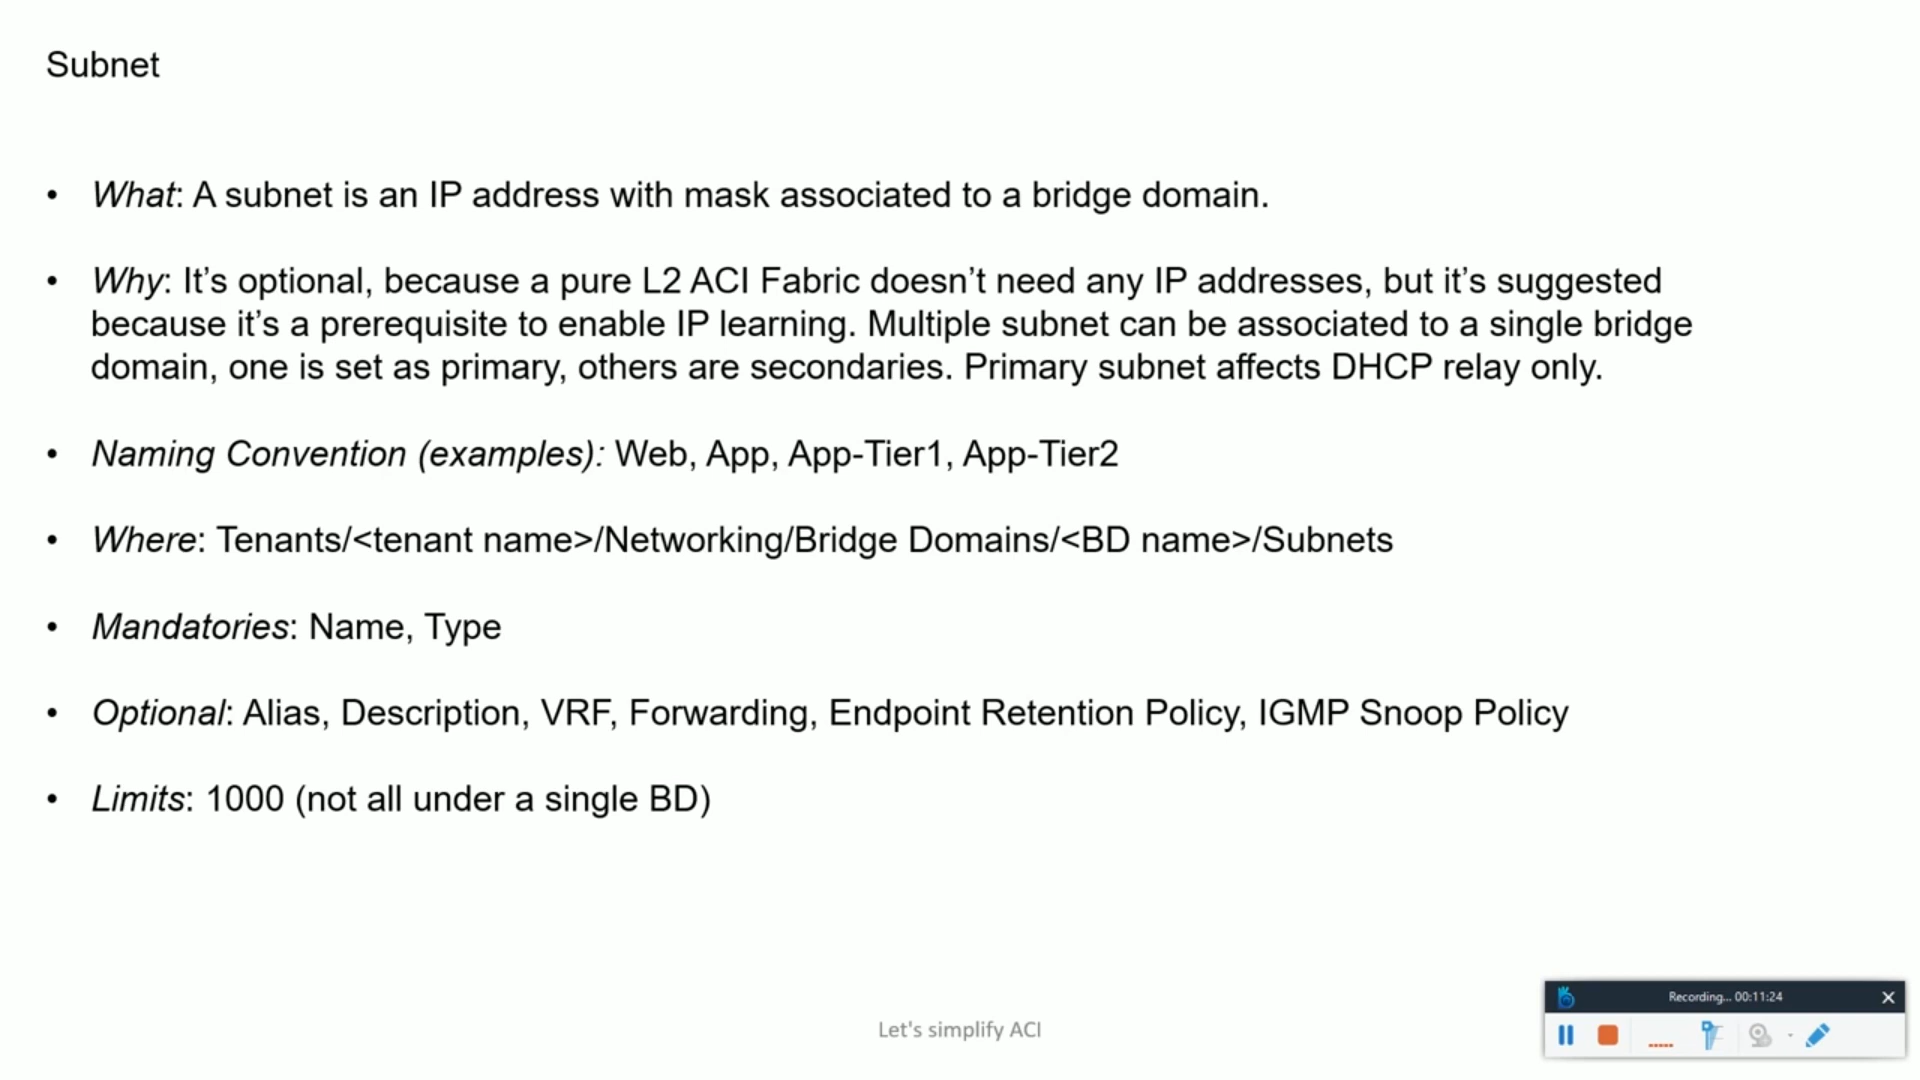 Subnet
• What: A subnet is an IP address with mask associated to a bridge domain.
• Why: It’s optional, because a pure L2 ACI Fabric doesn’t need any IP addresses, but it’s suggested
because it’s a prerequisite to enable IP learning. Multiple subnet can be associated to a single bridge
domain, one is set as primary, others are secondaries. Primary subnet affects DHCP relay only.
• Naming Convention (examples): Web, App, App-Tier1, App-Tier2
• Where: Tenants/<tenant name>/Networking/Bridge Domains/<BD name>/Subnets
• Mandatories: Name, Type
• Optional: Alias, Description, VRF, Forwarding, Endpoint Retention Policy, IGMP Snoop Policy
• Limits: 1000 (not all under a single BD)
Recording... 00:11:24
Let's simplify ACI